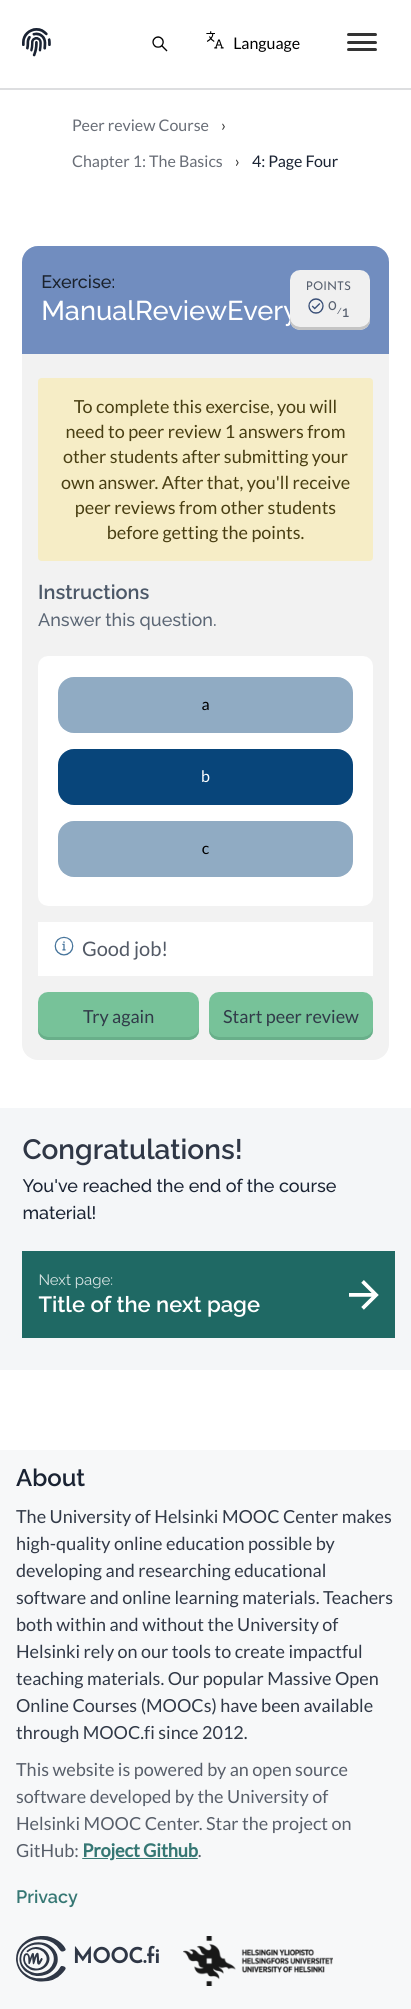 Language
Peer review Course ›
Chapter 1: The Basics › 4: Page Four
Exercise:
ManualReviewEvery
POINTS
0/1
To complete this exercise, you will
need to peer review 1 answers from
other students after submitting your
own answer. After that, you'll receive
peer reviews from other students
before getting the points.
Instructions
Answer this question.
a
b
c
Good job!
Try again
Start peer review
Congratulations!
You've reached the end of the course
material!
Next page:
Title of the next page
About
The University of Helsinki MOOC Center makes
high-quality online education possible by
developing and researching educational
software and online learning materials. Teachers
both within and without the University of
Helsinki rely on our tools to create impactful
teaching materials. Our popular Massive Open
Online Courses (MOOCs) have been available
through MOOC.fi since 2012.
This website is powered by an open source
software developed by the University of
Helsinki MOOC Center. Star the project on
GitHub: Project Github.
Privacy
MOOC.fi
HELSINGIN YLIOPISTO
HELSINGFORS UNIVERSITET
UNIVERSITY OF HELSINKI